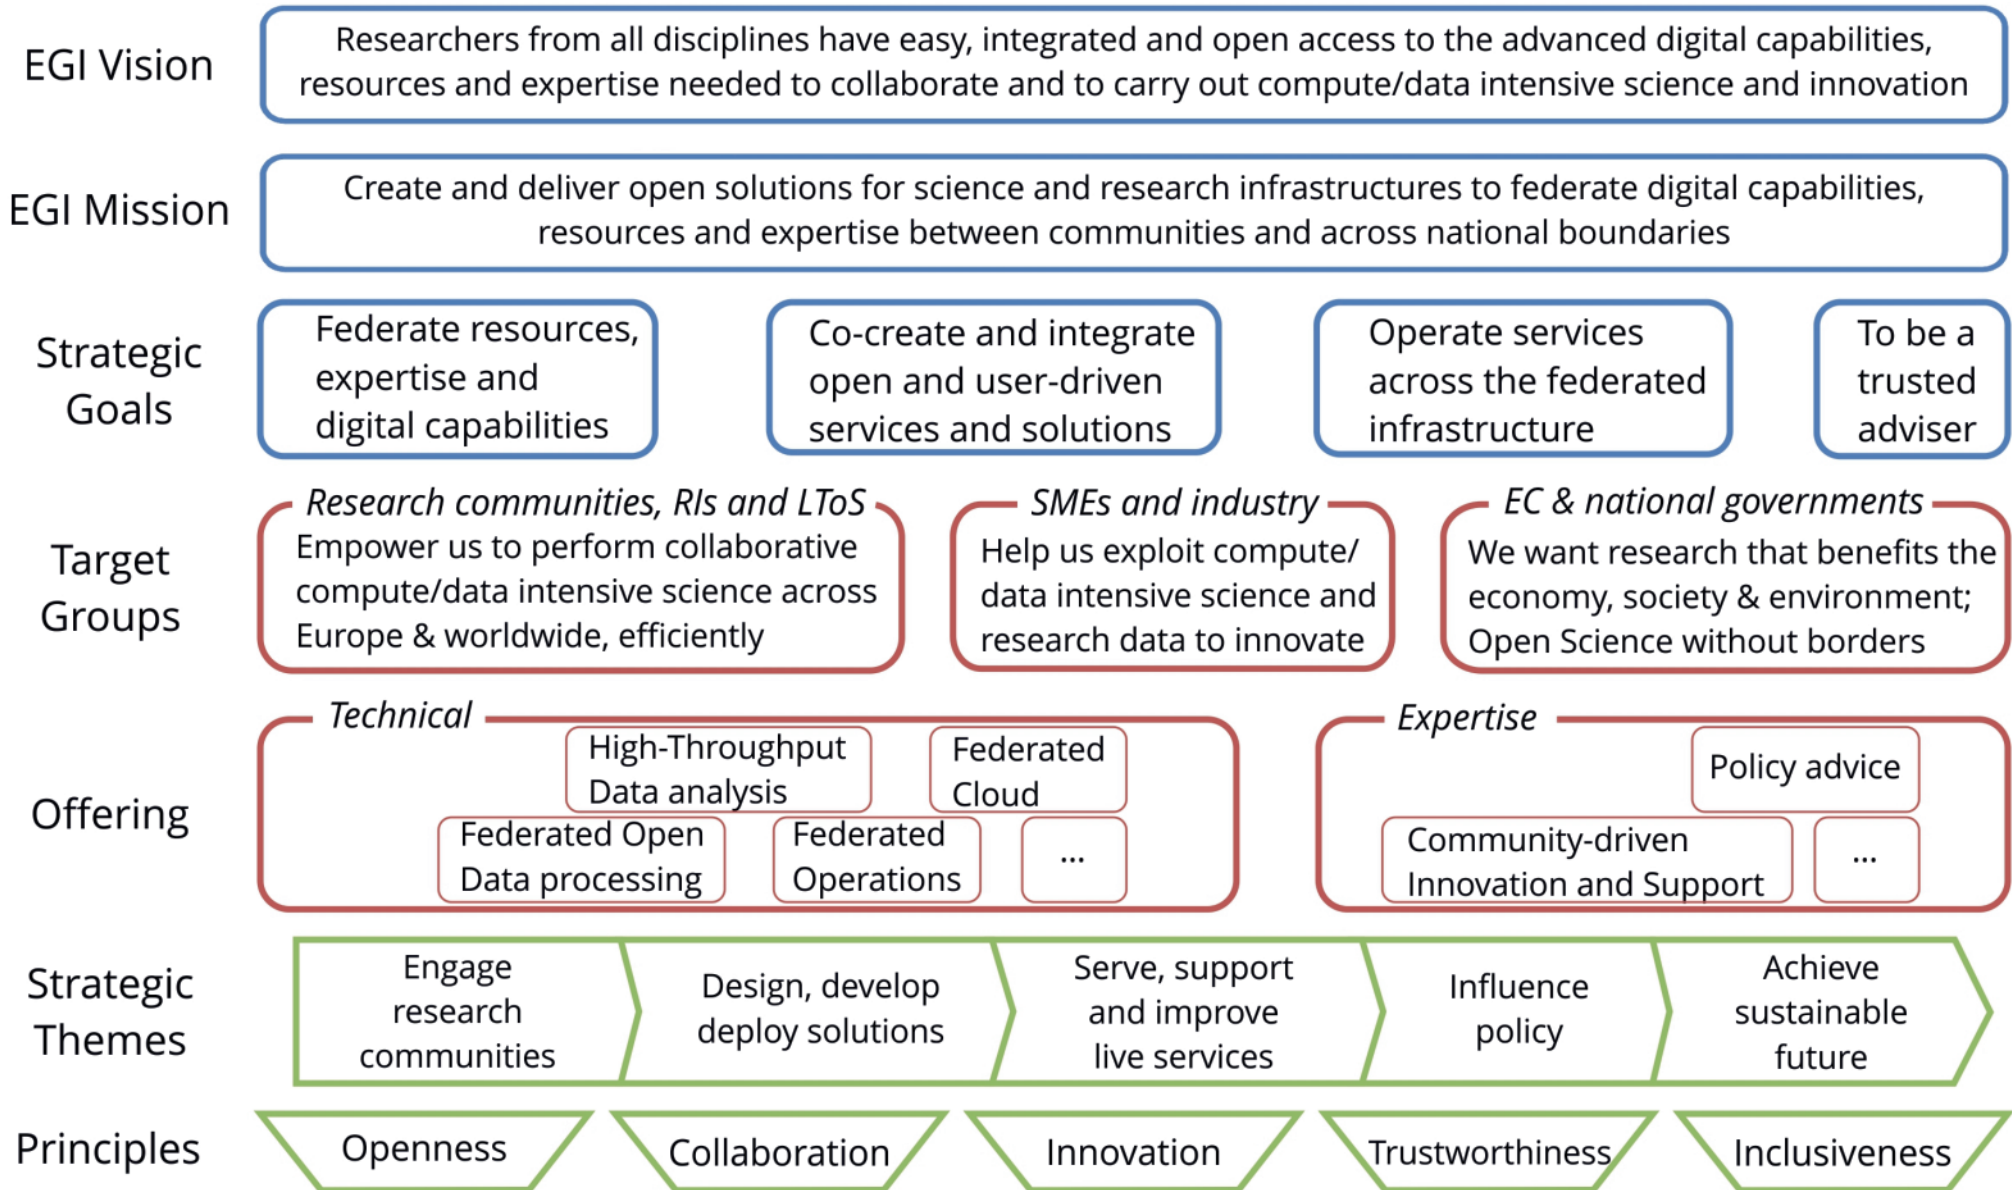 EGI Vision
Researchers from all disciplines have easy, integrated and open access to the advanced digital capabilities,
resources and expertise needed to collaborate and to carry out compute/data intensive science and innovation
EGI Mission
Create and deliver open solutions for science and research infrastructures to federate digital capabilities,
resources and expertise between communities and across national boundaries
Strategic
Goals
Federate resources,
expertise and
digital capabilities
Co-create and integrate
open and user-driven
services and solutions
Operate services
across the federated
infrastructure
To be a
trusted
adviser
Target
Groups
Research communities, RIs and LToS
Empower us to perform collaborative
compute/data intensive science across
Europe & worldwide, efficiently
SMEs and industry
Help us exploit compute/
data intensive science and
research data to innovate
EC & national governments
We want research that benefits the
economy, society & environment;
Open Science without borders
Offering
Technical
High-Throughput
Data analysis
Federated
Cloud
Federated Open
Data processing
Federated
Operations
...
Expertise
Policy advice
Community-driven
Innovation and Support
...
Strategic
Themes
Engage
research
communities
Design, develop
deploy solutions
Serve, support
and improve
live services
Influence
policy
Achieve
sustainable
future
Principles
Openness
Collaboration
Innovation
Trustworthiness
Inclusiveness